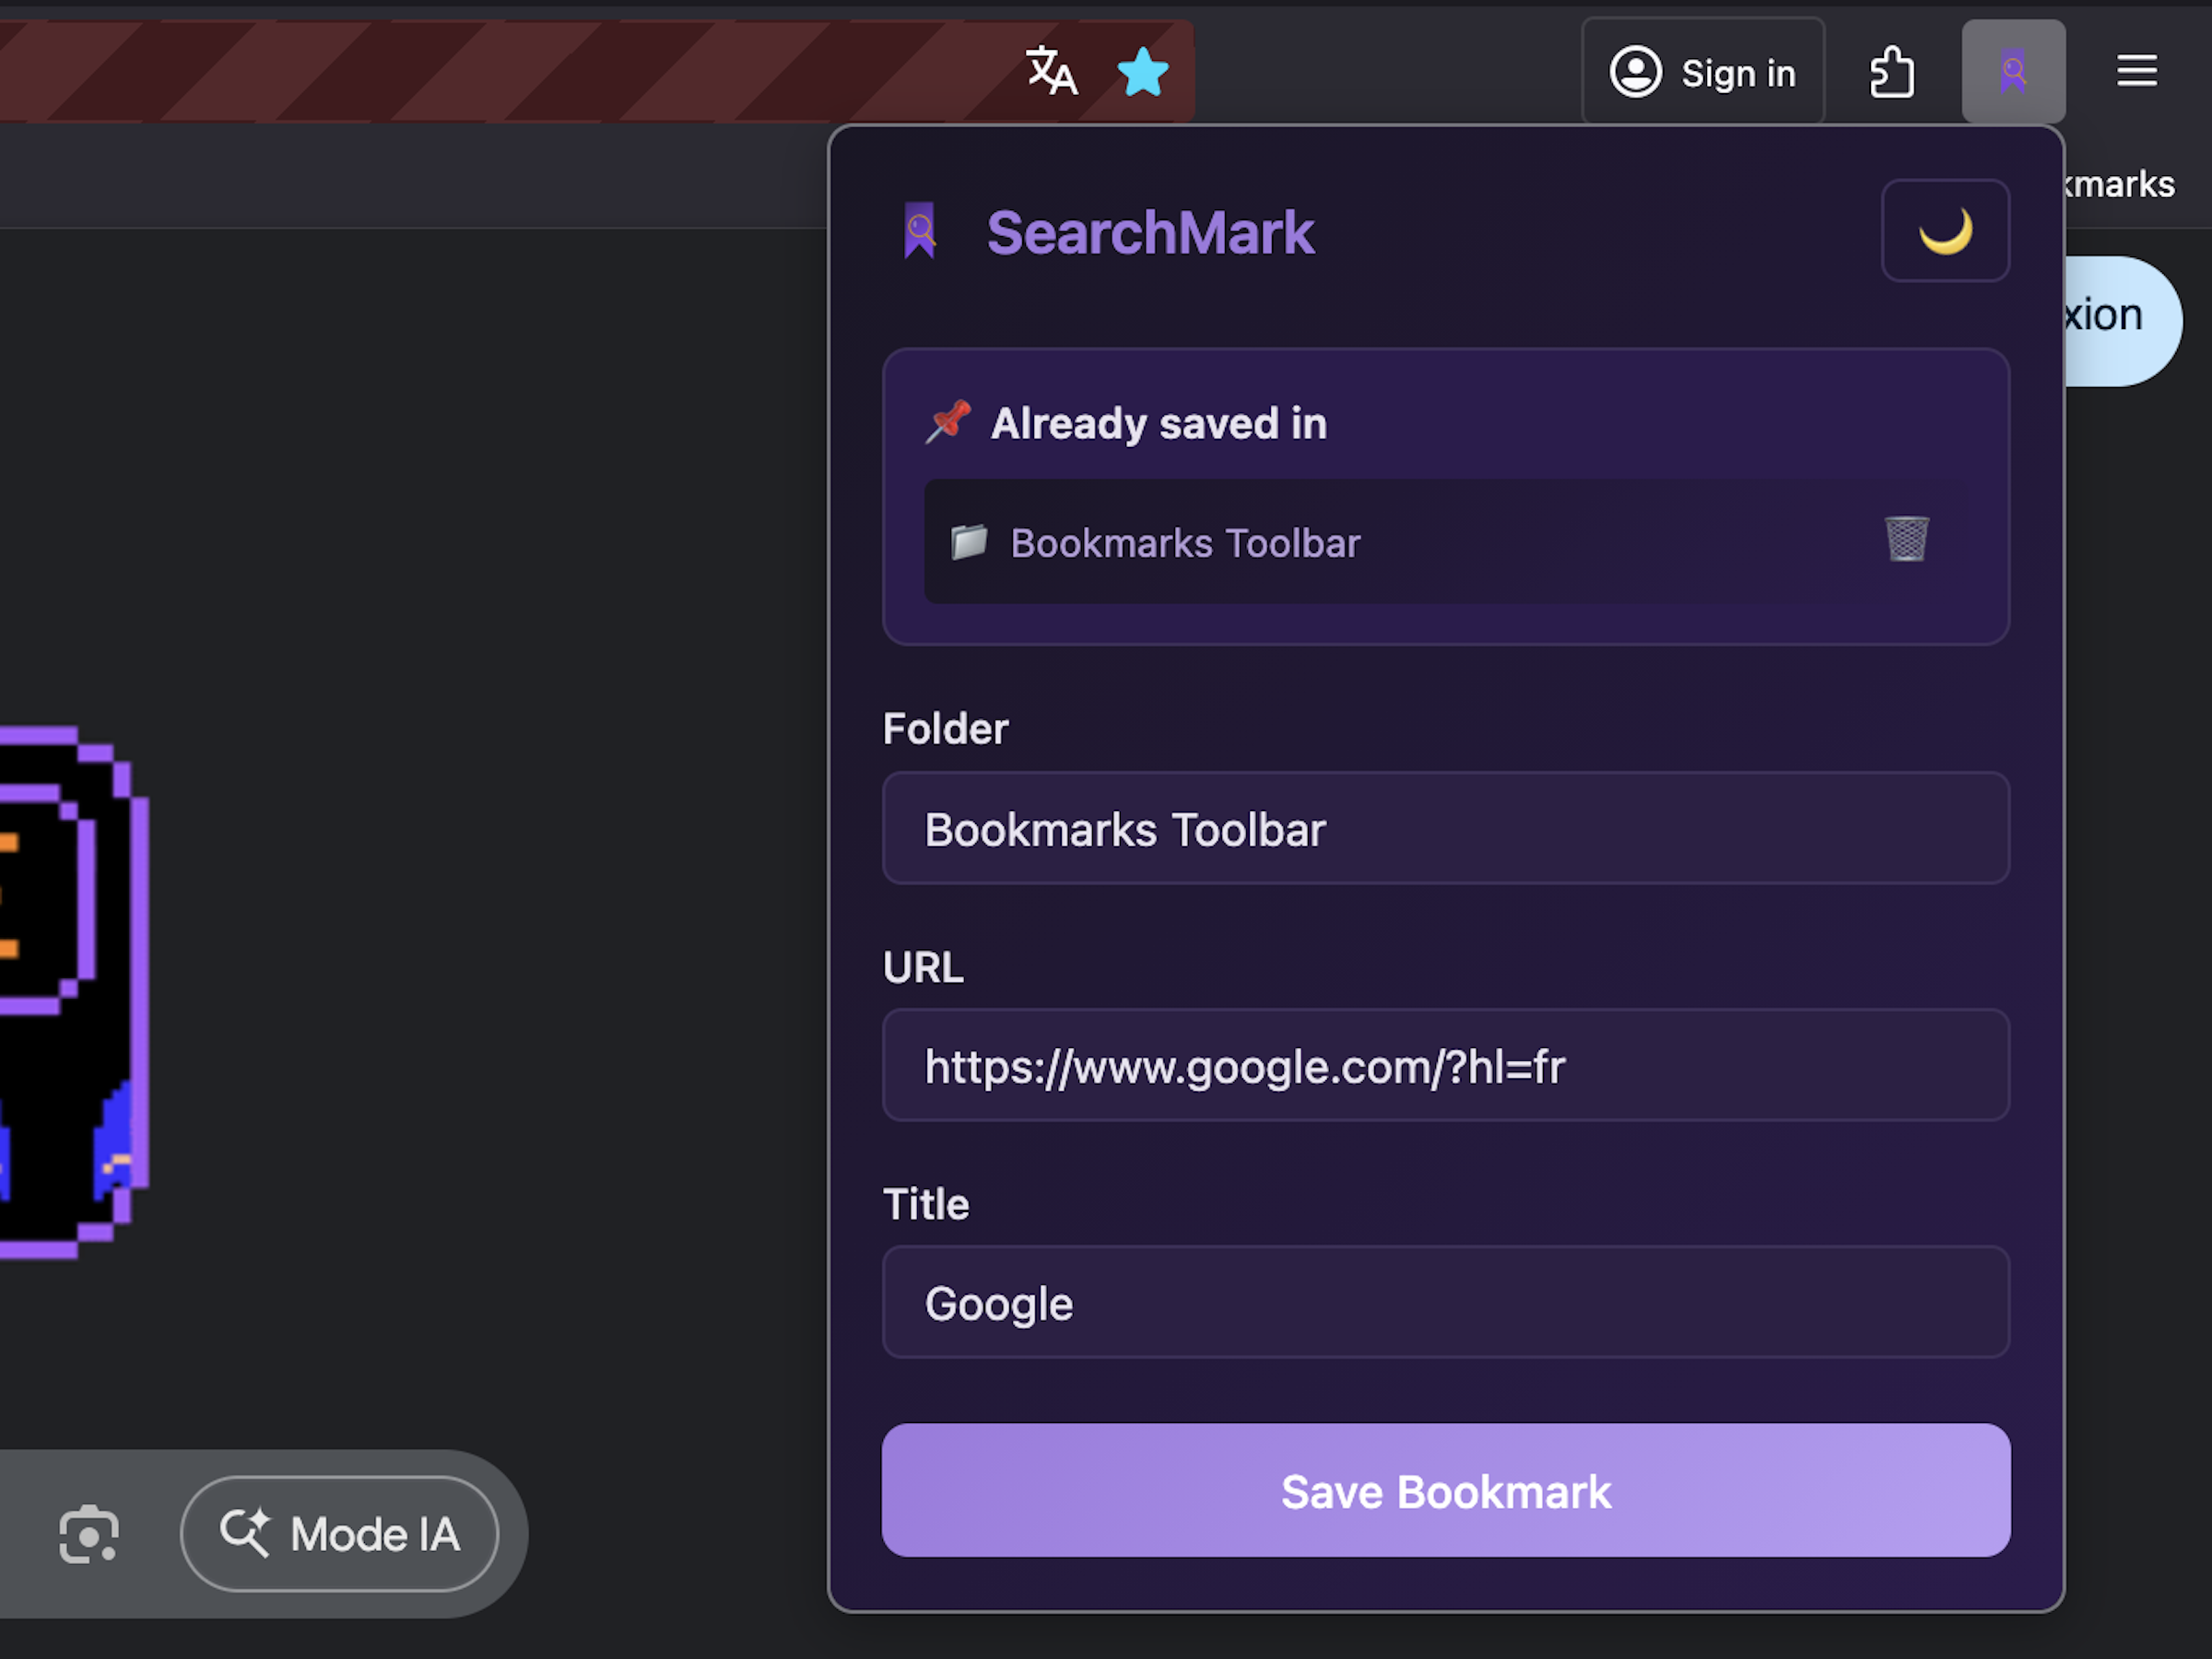 Sign in
kmarks
SearchMark
xion
Already saved in
Bookmarks Toolbar
Folder
Bookmarks Toolbar
URL
https://www.google.com/?hl=fr
Title
Google
Save Bookmark
Mode IA